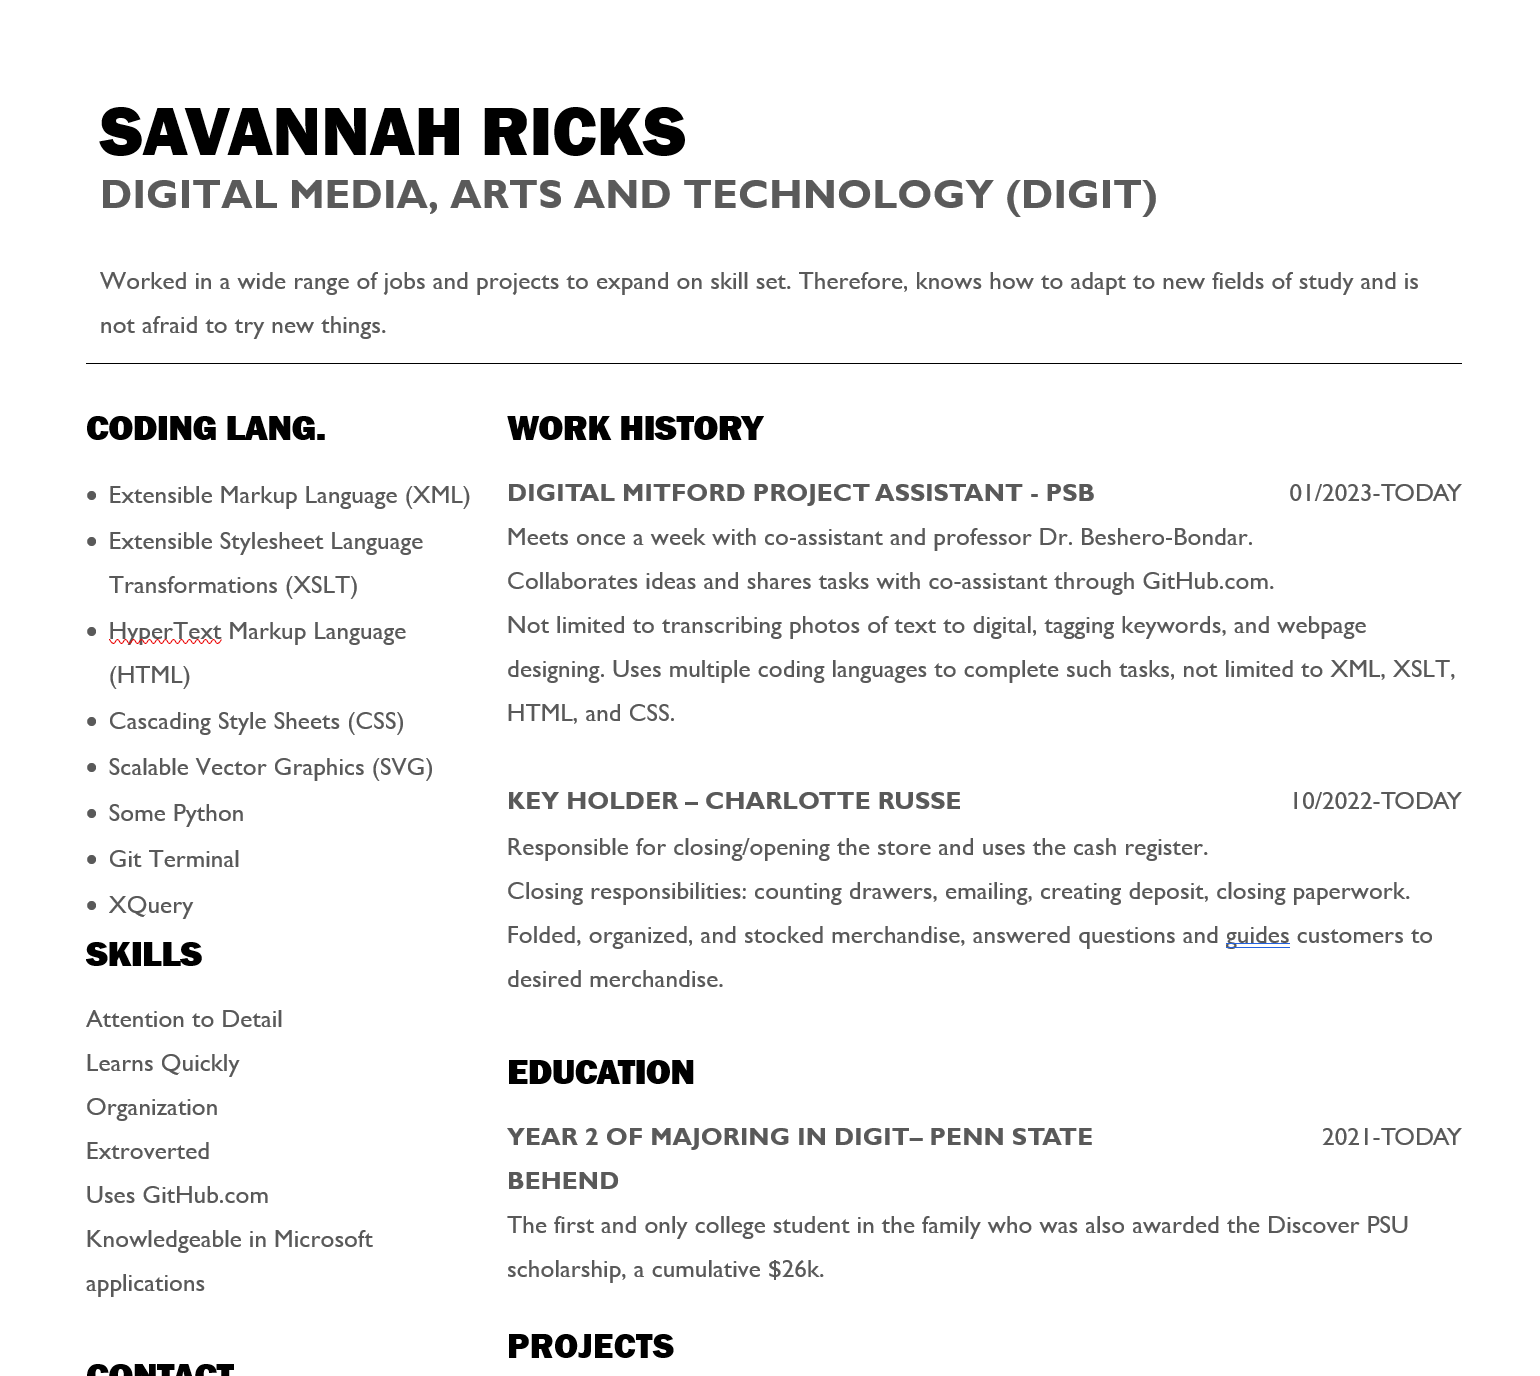 SAVANNAH RICKS
DIGITAL MEDIA, ARTS AND TECHNOLOGY (DIGIT)
Worked in a wide range of jobs and projects to expand on skill set. Therefore, knows how to adapt to new fields of study and is
not afraid to try new things.
CODING LANG.
• Extensible Markup Language (XML)
• Extensible Stylesheet Language
Transformations (XSLT)
• HyperText Markup Language
(HTML)
• Cascading Style Sheets (CSS)
• Scalable Vector Graphics (SVG)
• Some Python
• Git Terminal
• XQuery
SKILLS
Attention to Detail
Learns Quickly
Organization
Extroverted
Uses GitHub.com
Knowledgeable in Microsoft
applications
CONTACT
WORK HISTORY
DIGITAL MITFORD PROJECT ASSISTANT - PSB 01/2023-TODAY
Meets once a week with co-assistant and professor Dr. Beshero-Bondar.
Collaborates ideas and shares tasks with co-assistant through GitHub.com.
Not limited to transcribing photos of text to digital, tagging keywords, and webpage
designing. Uses multiple coding languages to complete such tasks, not limited to XML, XSLT,
HTML, and CSS.
KEY HOLDER – CHARLOTTE RUSSE 10/2022-TODAY
Responsible for closing/opening the store and uses the cash register.
Closing responsibilities: counting drawers, emailing, creating deposit, closing paperwork.
Folded, organized, and stocked merchandise, answered questions and guides customers to
desired merchandise.
EDUCATION
YEAR 2 OF MAJORING IN DIGIT– PENN STATE 2021-TODAY
BEHEND
The first and only college student in the family who was also awarded the Discover PSU
scholarship, a cumulative $26k.
PROJECTS